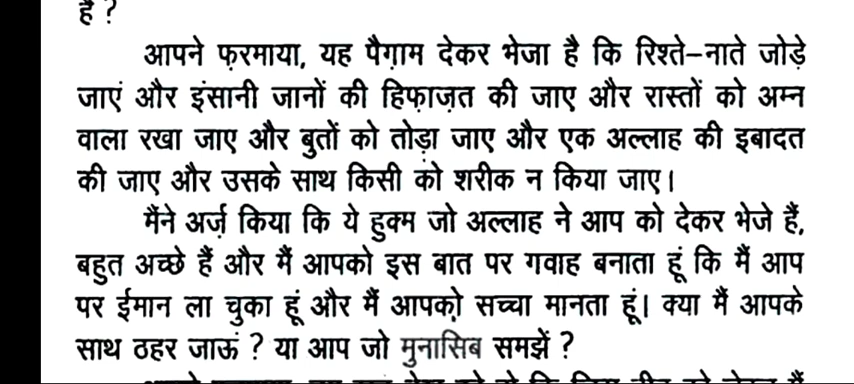 है ?
आपने फ़रमाया, यह पैग़ाम देकर भेजा है कि रिश्ते-नाते जोड़े
जाएं और इंसानी जानों की हिफ़ाज़त की जाए और रास्तों को अम्न
वाला रखा जाए और बुतों को तोड़ा जाए और एक अल्लाह की इबादत
की जाए और उसके साथ किसी को शरीक न किया जाए।
मैंने अर्ज़ किया कि ये हुक्म जो अल्लाह ने आप को देकर भेजे हैं,
बहुत अच्छे हैं और मैं आपको इस बात पर गवाह बनाता हूं कि मैं आप
पर ईमान ला चुका हूं और मैं आपको सच्चा मानता हूं। क्या मैं आपके
साथ ठहर जाऊं ? या आप जो मुनासिब समझें ?